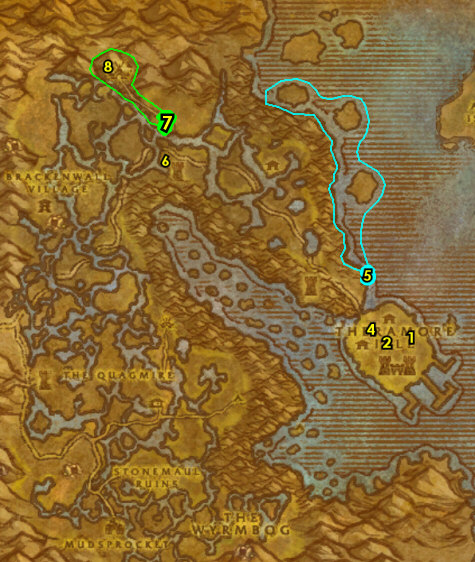 8
7
6
BRACKENWALL
VILLAGE
5
4
1
THERAMORE
2
ISLE
THE QUAGMIRE
STONEMAUL
RUINS
THE
WYRMBOG
MUDSPROCKET